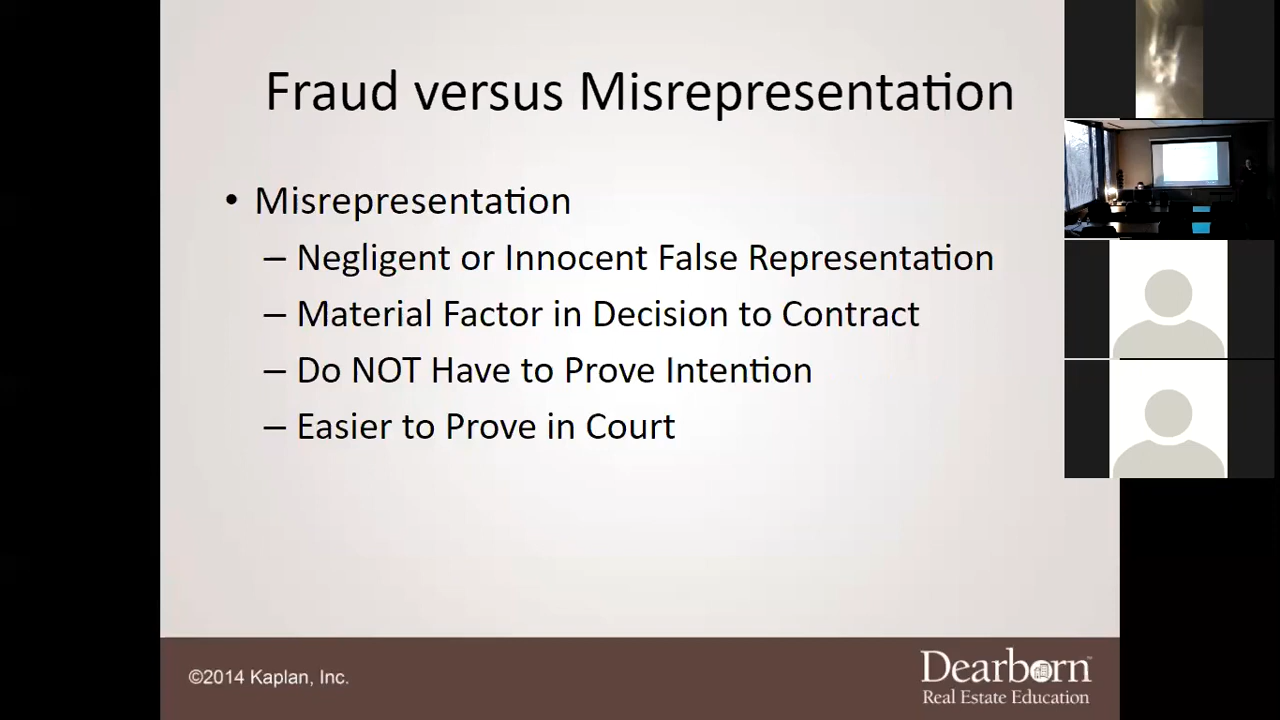 Fraud versus Misrepresentation
• Misrepresentation
– Negligent or Innocent False Representation
– Material Factor in Decision to Contract
– Do NOT Have to Prove Intention
– Easier to Prove in Court
©2014 Kaplan, Inc.
Dearborn™
Real Estate Education